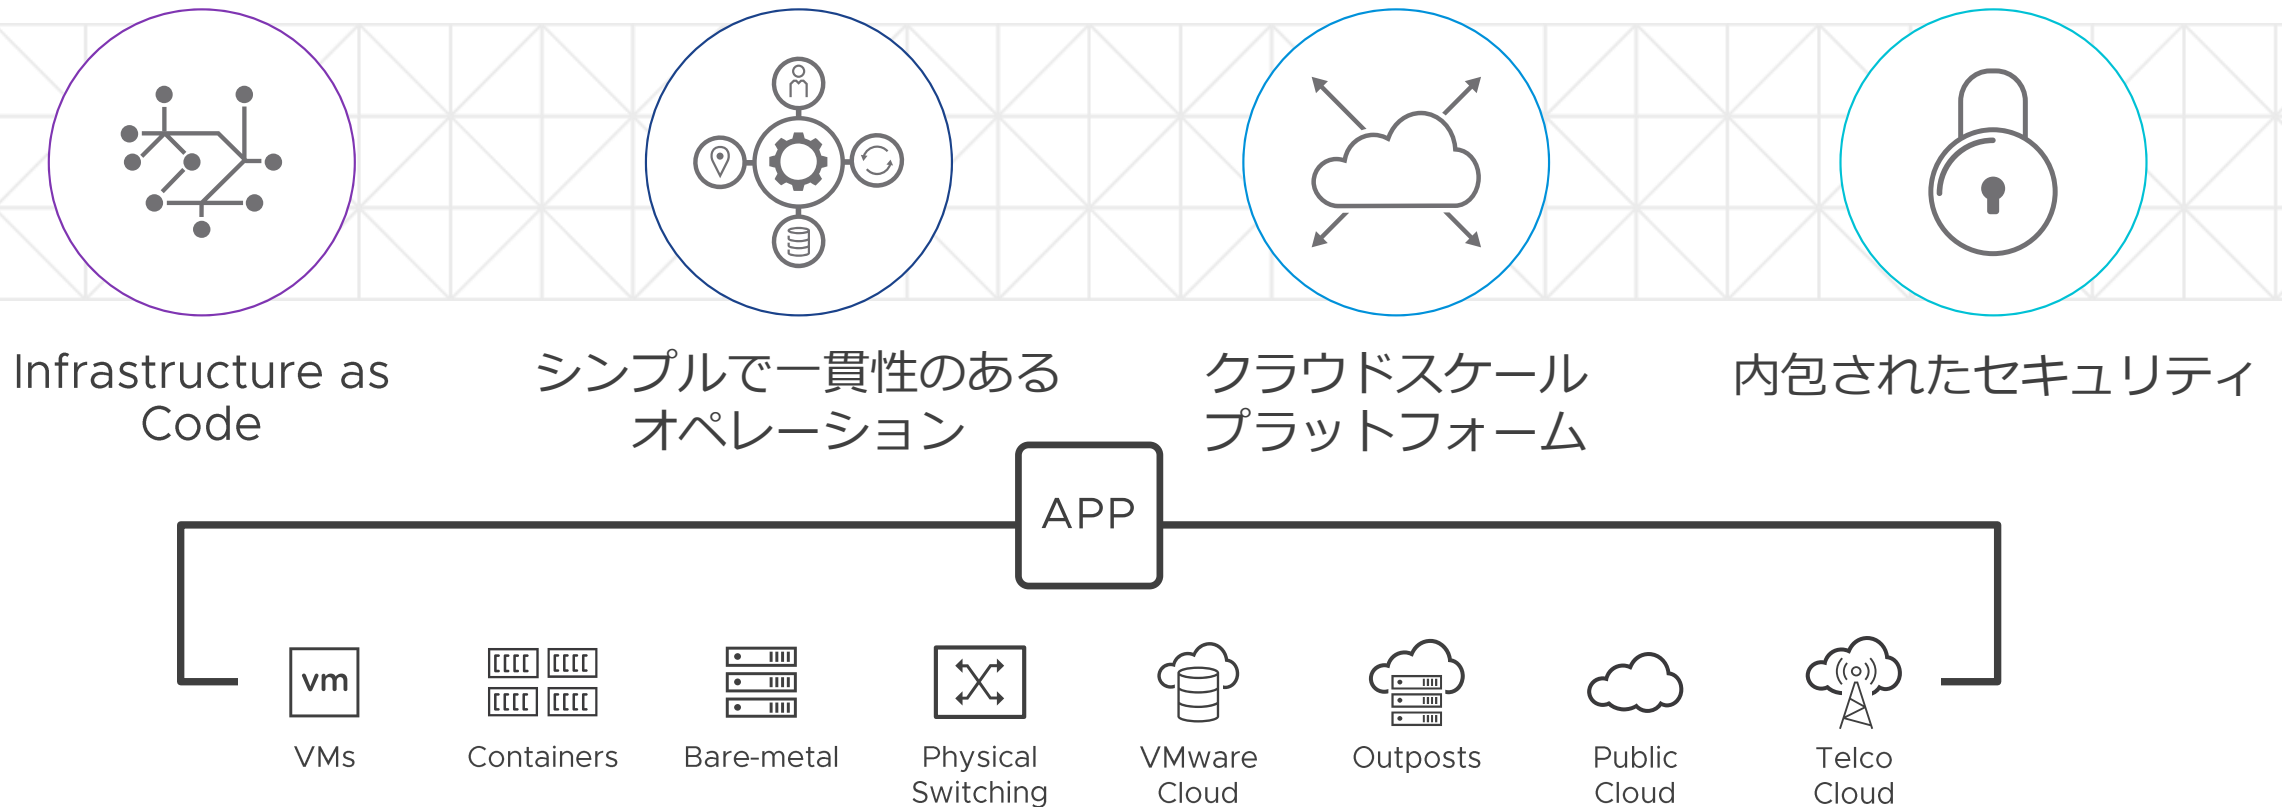 Infrastructure as
Code
シンプルで一貫性のある
オペレーション
クラウドスケール
プラットフォーム
内包されたセキュリティ
APP
vm
VMs
Containers
Bare-metal
Physical
Switching
VMware
Cloud
Outposts
Public
Cloud
Telco
Cloud